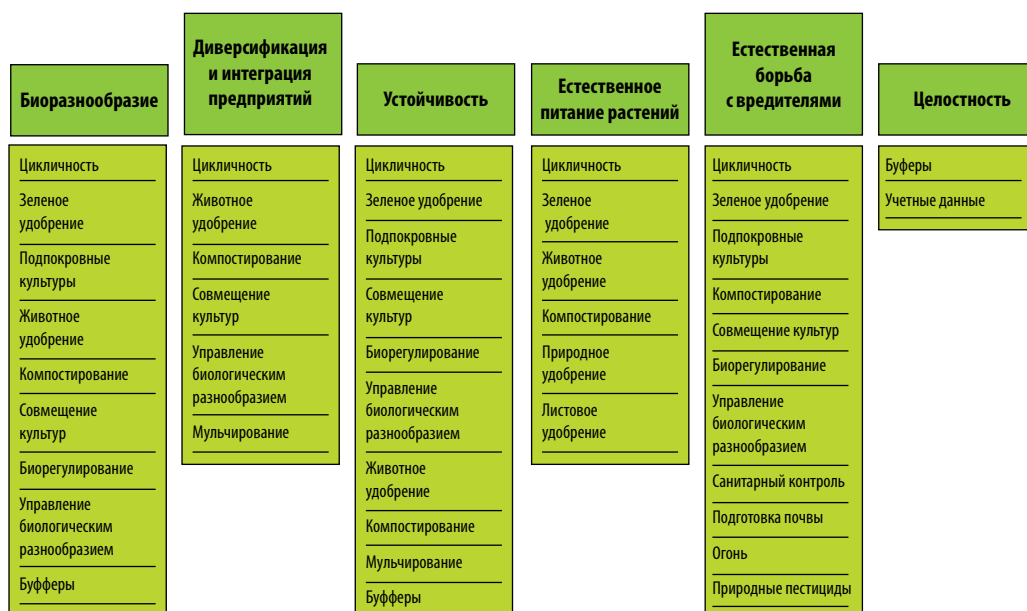 Биоразнообразие
Цикличность
Зеленое
удобрение
Подпокровные
культуры
Животное
удобрение
Компостирование
Совмещение
культур
Биорегулирование
Управление
биологическим
разнообразием
Буфферы
Диверсификация
и интеграция
предприятий
Цикличность
Животное
удобрение
Компостирование
Совмещение
культур
Управление
биологическим
разнообразием
Мульчирование
Устойчивость
Цикличность
Зеленое удобрение
Подпокровные
культуры
Совмещение
культур
Биорегулирование
Управление
биологическим
разнообразием
Животное
удобрение
Компостирование
Мульчирование
Буфферы
Естественное
питание растений
Цикличность
Зеленое
удобрение
Животное
удобрение
Компостирование
Природное
удобрение
Листовое
удобрение
Естественная
борьба
с вредителями
Цикличность
Зеленое удобрение
Подпокровные
культуры
Компостирование
Совмещение культур
Биорегулирование
Управление
биологическим
разнообразием
Санитарный контроль
Подготовка почвы
Огонь
Природные пестициды
Целостность
Буферы
Учетные данные